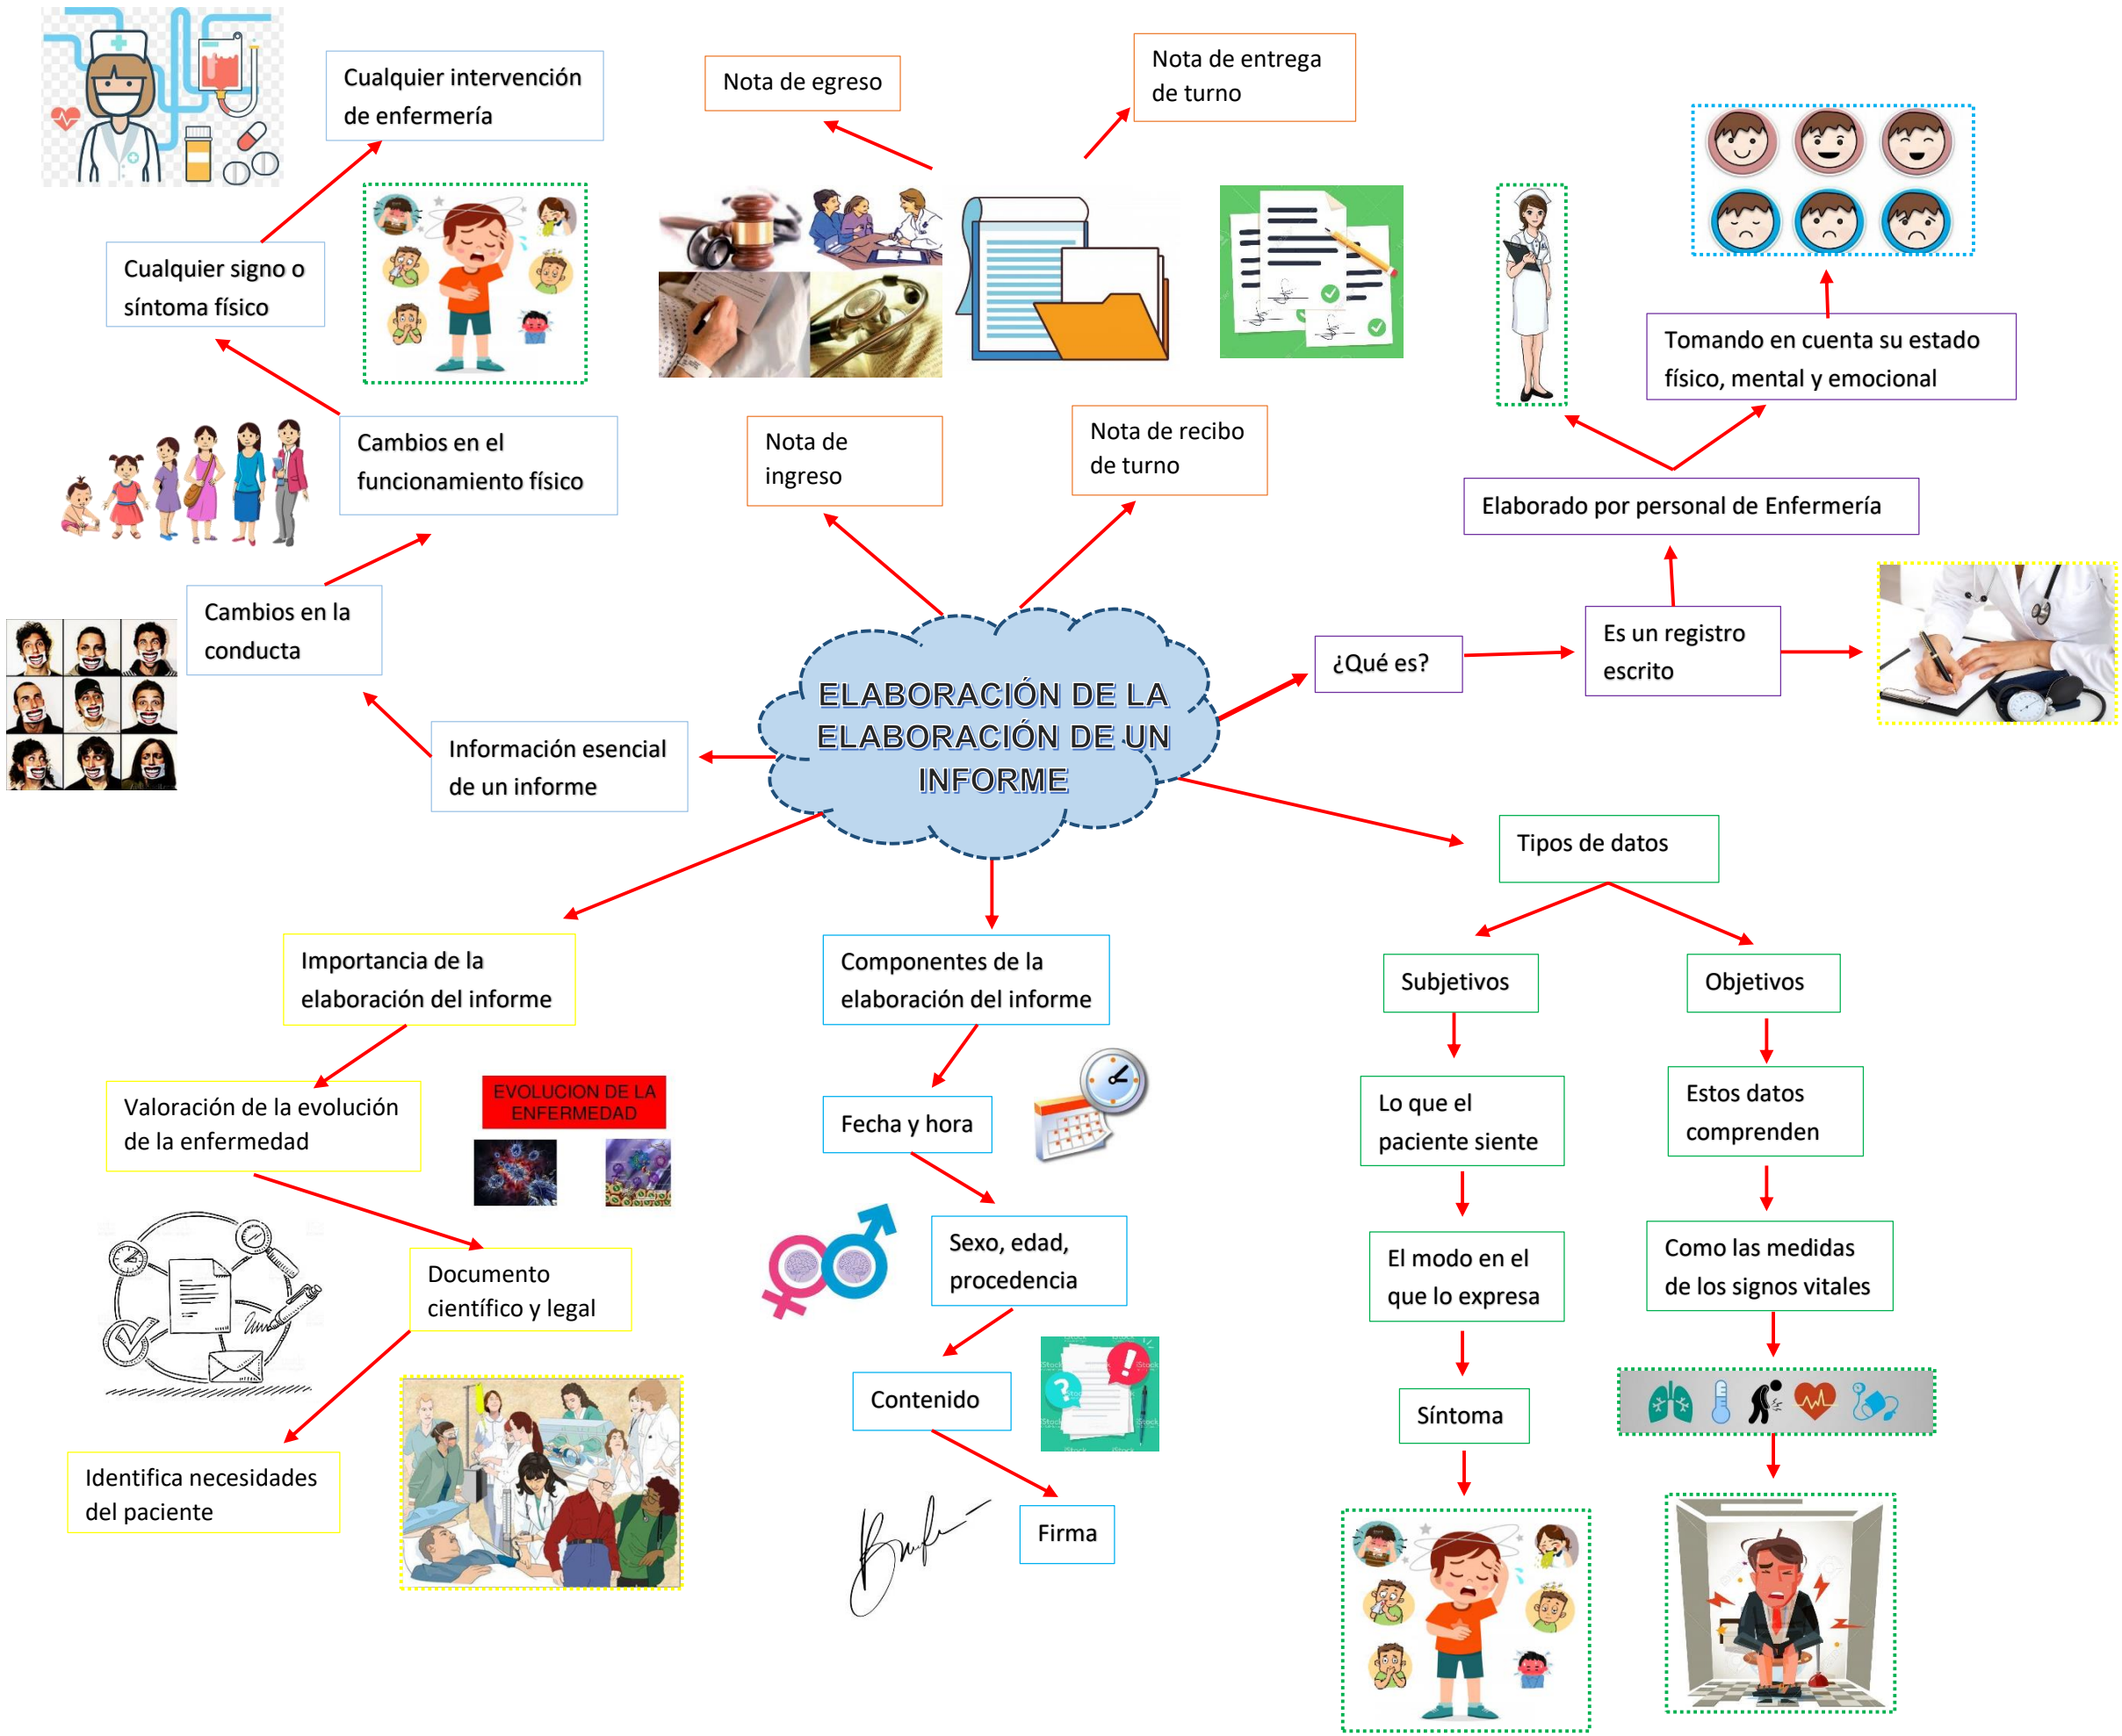 Cualquier intervención
de enfermería
Nota de egreso
Nota de entrega
de turno
Cualquier signo o
síntoma físico
Tomando en cuenta su estado
físico, mental y emocional
Cambios en el
funcionamiento físico
Nota de
ingreso
Nota de recibo
de turno
Elaborado por personal de Enfermería
Cambios en la
conducta
¿Qué es?
Es un registro
escrito
ELABORACIÓN DE LA
ELABORACIÓN DE UN
INFORME
Información esencial
de un informe
Tipos de datos
Importancia de la
elaboración del informe
Componentes de la
elaboración del informe
Subjetivos
Objetivos
Valoración de la evolución
de la enfermedad
EVOLUCION DE LA
ENFERMEDAD
Fecha y hora
Lo que el
paciente siente
Estos datos
comprenden
Documento
científico y legal
Sexo, edad,
procedencia
El modo en el
que lo expresa
Como las medidas
de los signos vitales
Contenido
iStock
Síntoma
Identifica necesidades
del paciente
Firma